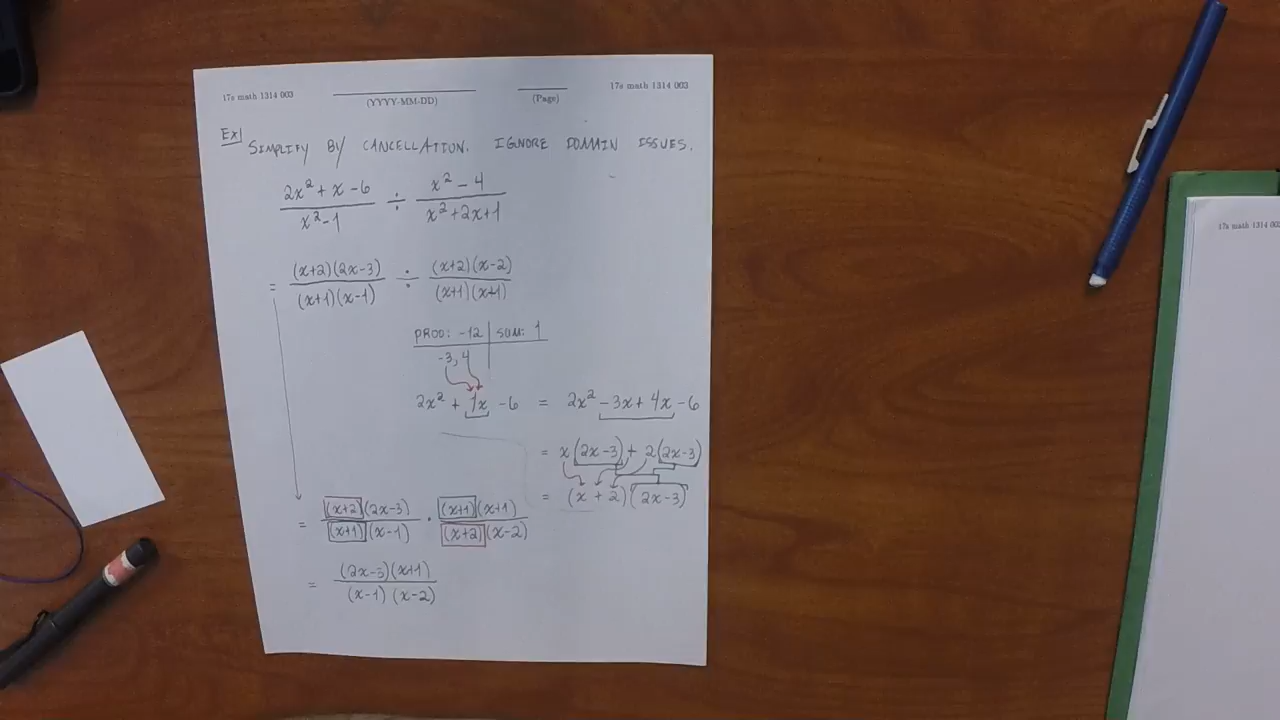 17s math 1314 003 (YYYY-MM-DD) (Page) 17s math 1314 003
Ex1 SIMPLIFY BY CANCELLATION. IGNORE DOMAIN ISSUES.
2x² + x - 6 / x² - 1 ÷ x² - 4 / x² + 2x + 1
= (x+2)(2x-3) / (x+1)(x-1) ÷ (x+2)(x-2) / (x+1)(x+1)
PROD: -12 | SUM: 1
-3, 4
2x² + 1x - 6 = 2x² - 3x + 4x - 6
= x(2x-3) + 2(2x-3)
= (x + 2)(2x-3)
= (x+2)(2x-3) / (x+1)(x-1) · (x+1)(x+1) / (x+2)(x-2)
= (2x-3)(x+1) / (x-1)(x-2)
17s math 1314 003